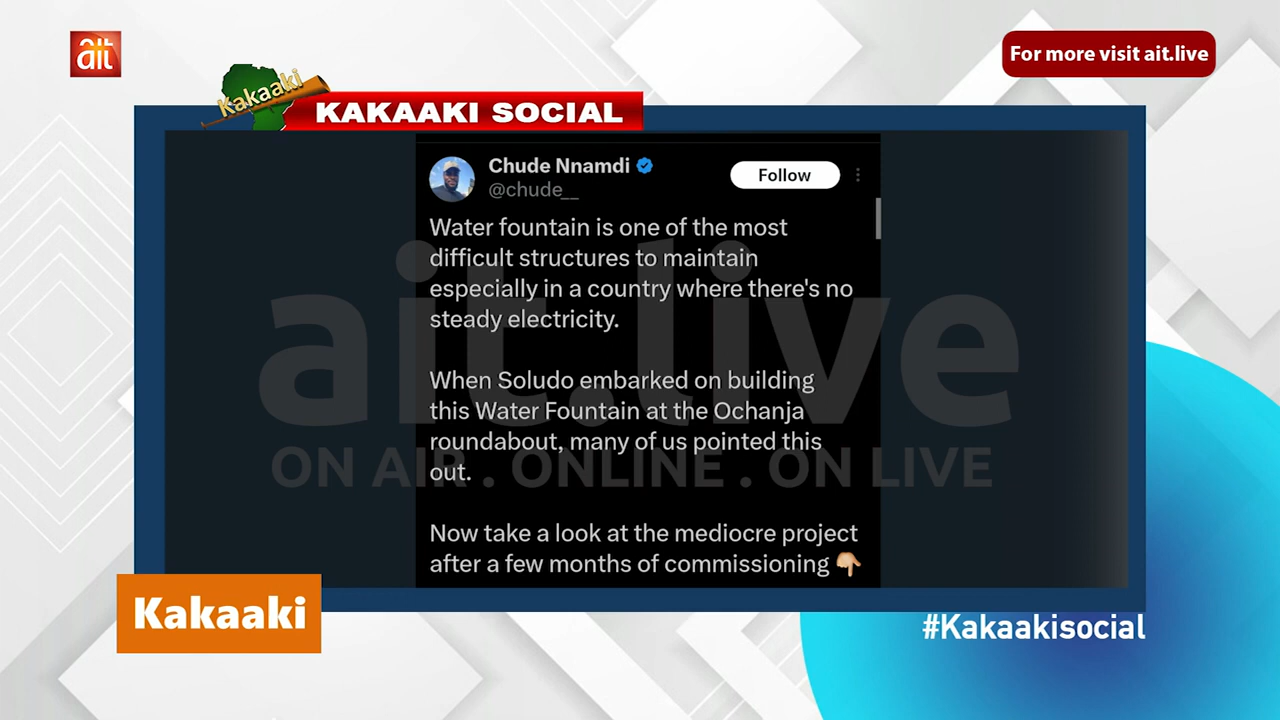 ait
For more visit ait.live
Kakaaki
KAKAAKI SOCIAL
Chude Nnamdi
@chude__
Follow
Water fountain is one of the most
difficult structures to maintain
especially in a country where there's no
steady electricity.
When Soludo embarked on building
this Water Fountain at the Ochanja
roundabout, many of us pointed this
out.
Now take a look at the mediocre project
after a few months of commissioning 👇🏼
ait.live
ON AIR . ONLINE . ON LIVE
Kakaaki
#Kakaakisocial